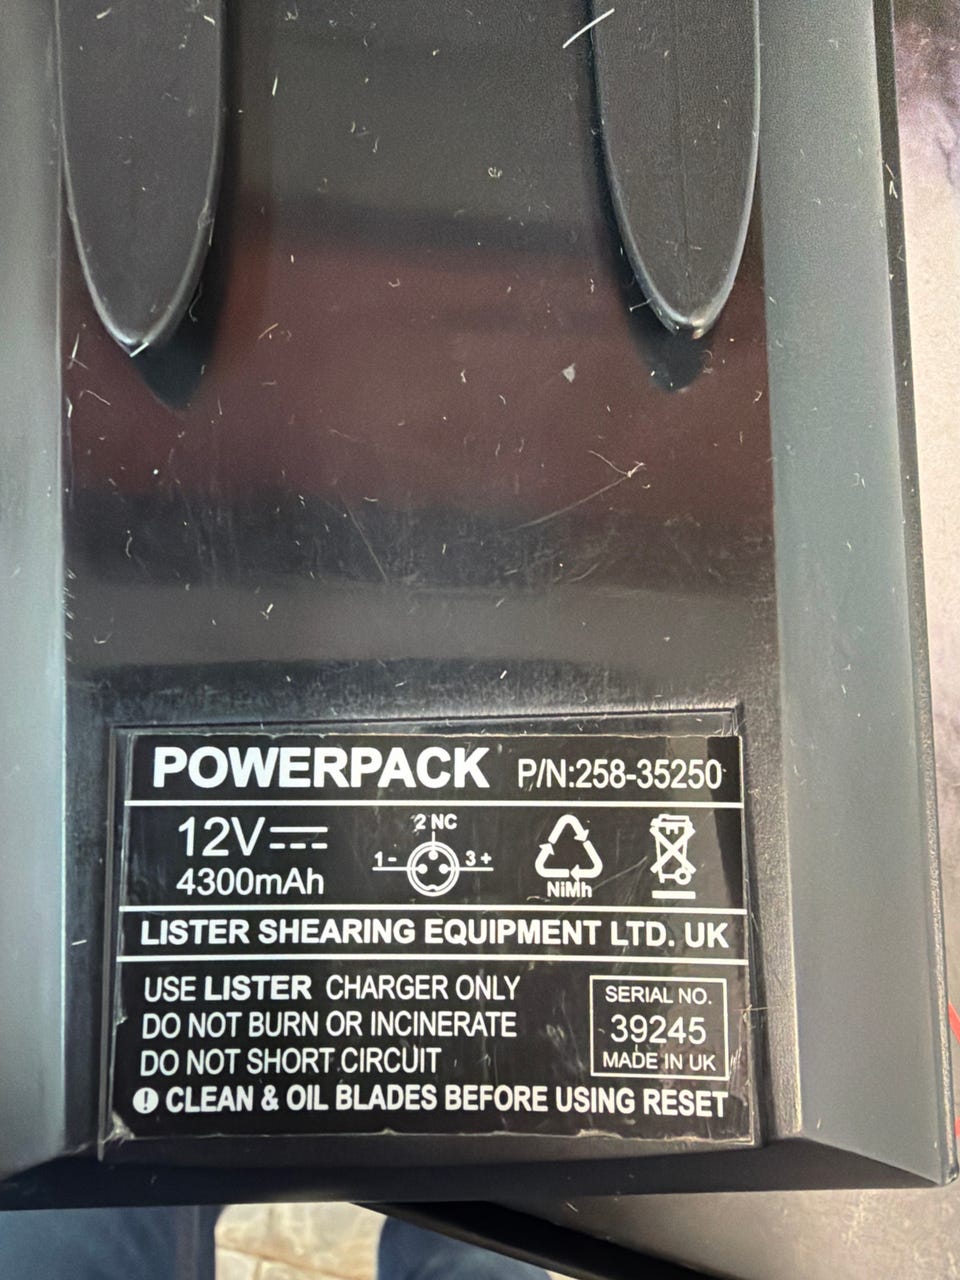 POWERPACK P/N:258-35250
12V
4300mAh
2 NC
1 -
3 +
NiMh
LISTER SHEARING EQUIPMENT LTD. UK
USE LISTER CHARGER ONLY
DO NOT BURN OR INCINERATE
DO NOT SHORT CIRCUIT
SERIAL NO.
39245
MADE IN UK
! CLEAN & OIL BLADES BEFORE USING RESET